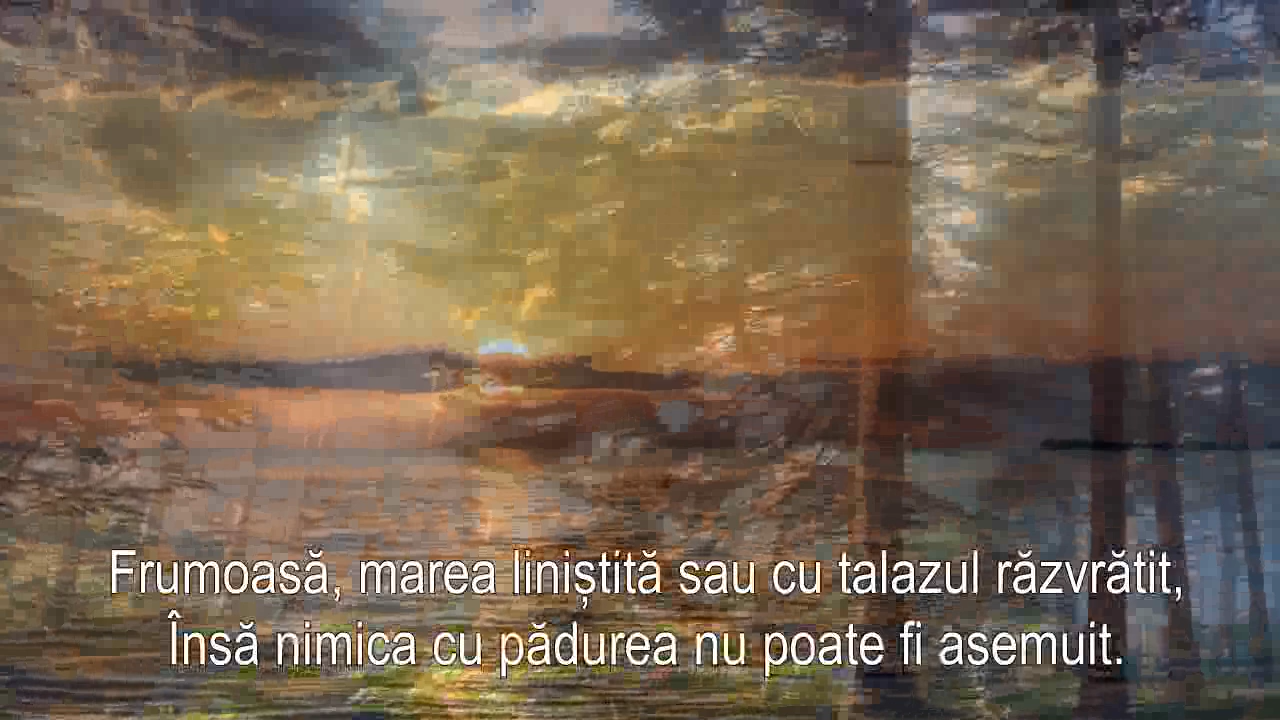 Frumoasă, marea liniștită sau cu talazul răzvrătit,
Însă nimica cu pădurea nu poate fi asemuit.